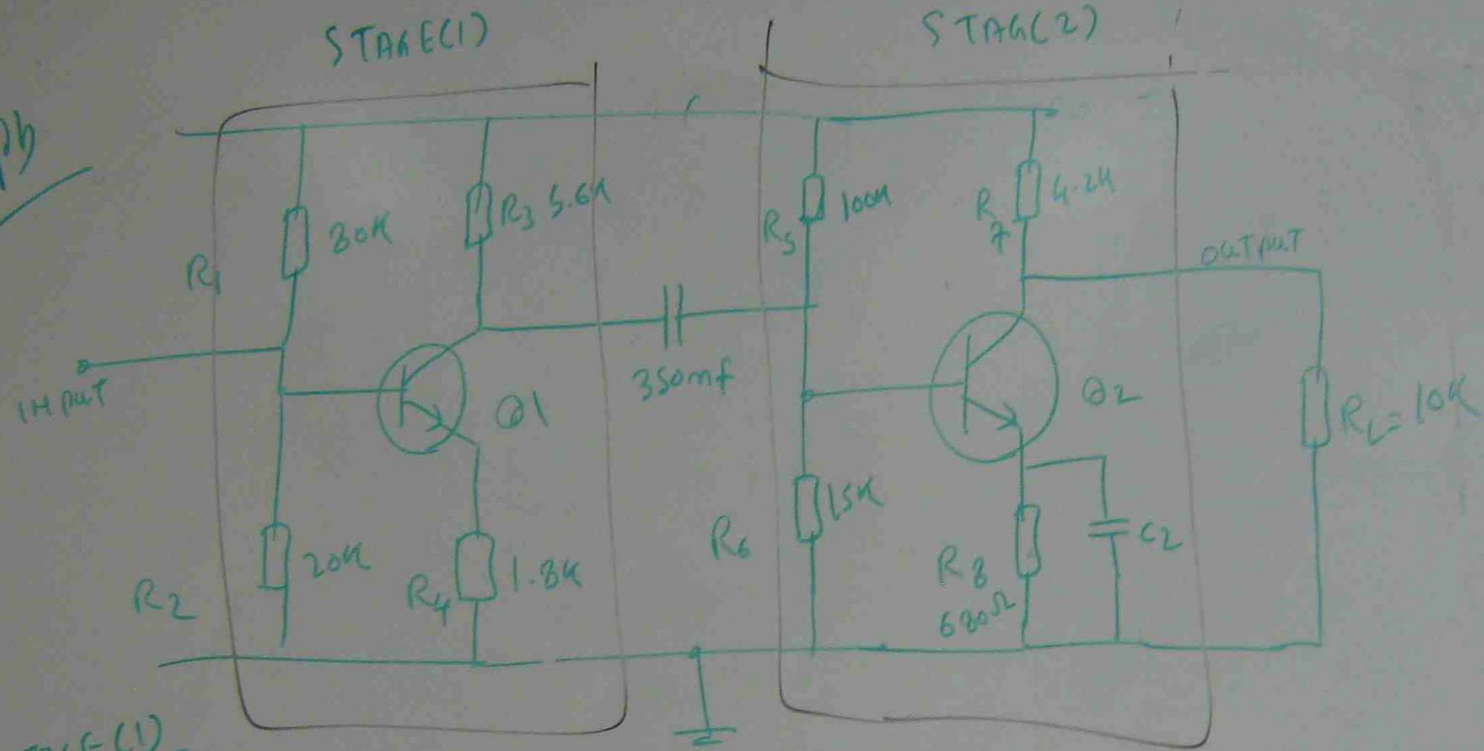 STAGE(1)
STAG(2)
R1
80K
R3 5.6K
R5
100K
R7
4.2K
OUTPUT
INPUT
Q1
350mf
Q2
RL=10K
R2
20K
R4
1.8K
R6
15K
R8
680Ω
C2